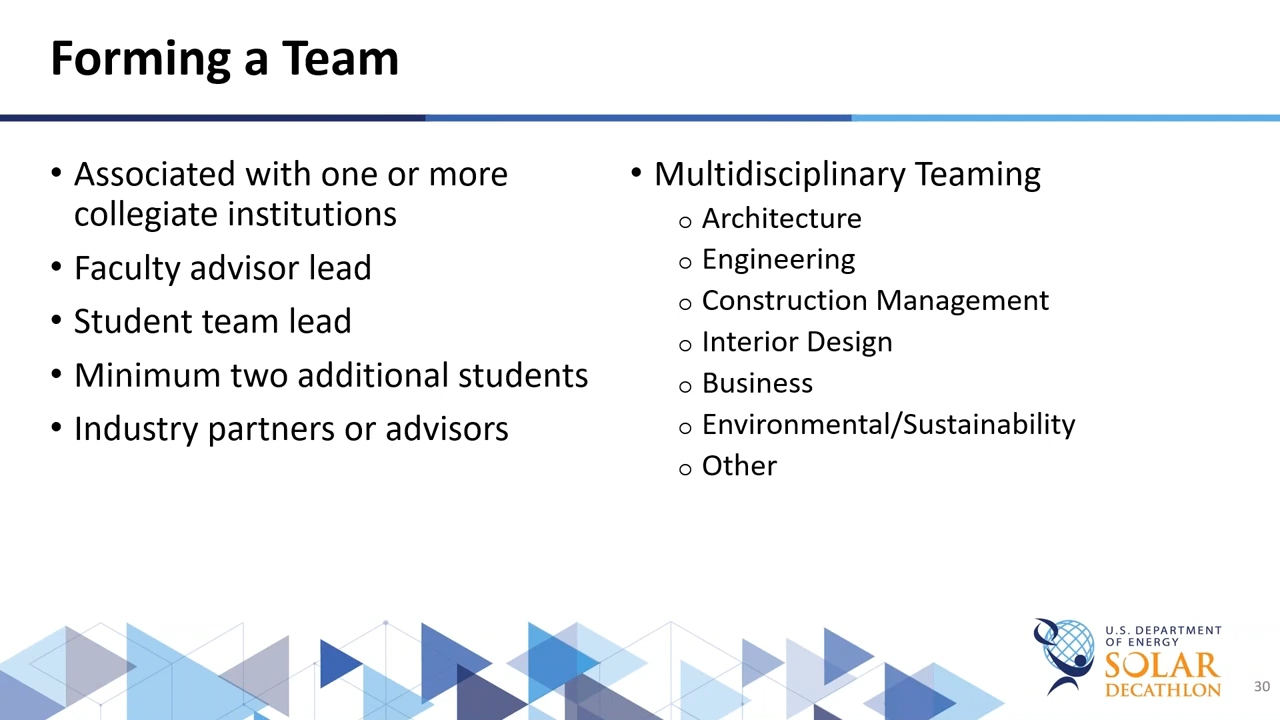 Forming a Team
• Associated with one or more
collegiate institutions
• Faculty advisor lead
• Student team lead
• Minimum two additional students
• Industry partners or advisors
• Multidisciplinary Teaming
o Architecture
o Engineering
o Construction Management
o Interior Design
o Business
o Environmental/Sustainability
o Other
U.S. DEPARTMENT
OF ENERGY
SOLAR
DECATHLON
30